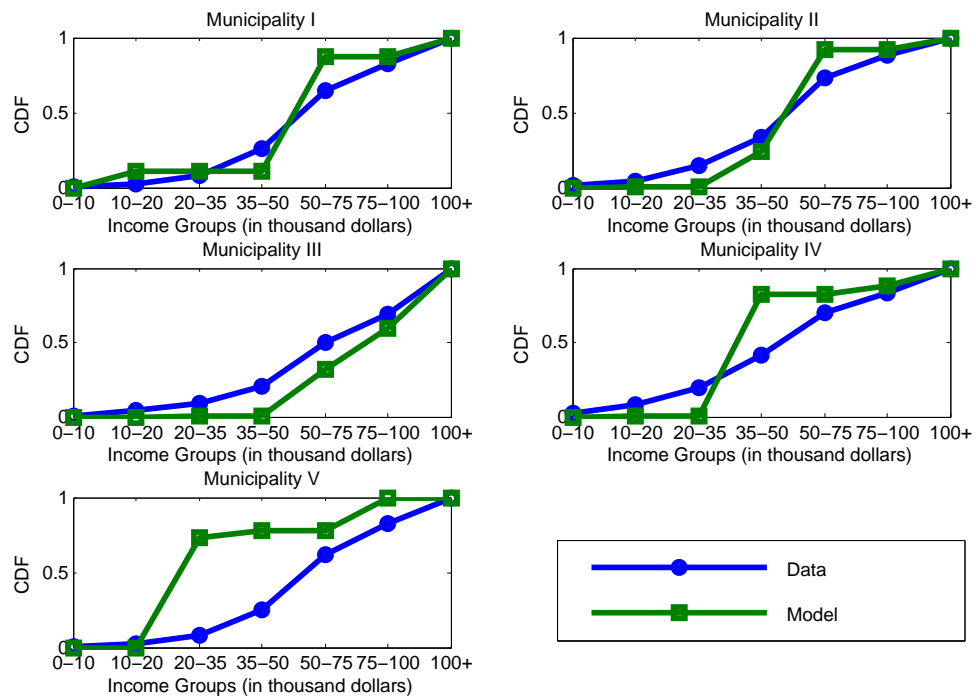 Municipality I
1
0.5
0
CDF
0−10 10−20 20−35 35−50 50−75 75−100 100+
Income Groups (in thousand dollars)
Municipality II
1
0.5
0
CDF
0−10 10−20 20−35 35−50 50−75 75−100 100+
Income Groups (in thousand dollars)
Municipality III
1
0.5
0
CDF
0−10 10−20 20−35 35−50 50−75 75−100 100+
Income Groups (in thousand dollars)
Municipality IV
1
0.5
0
CDF
0−10 10−20 20−35 35−50 50−75 75−100 100+
Income Groups (in thousand dollars)
Municipality V
1
0.5
0
CDF
0−10 10−20 20−35 35−50 50−75 75−100 100+
Income Groups (in thousand dollars)
Data
Model